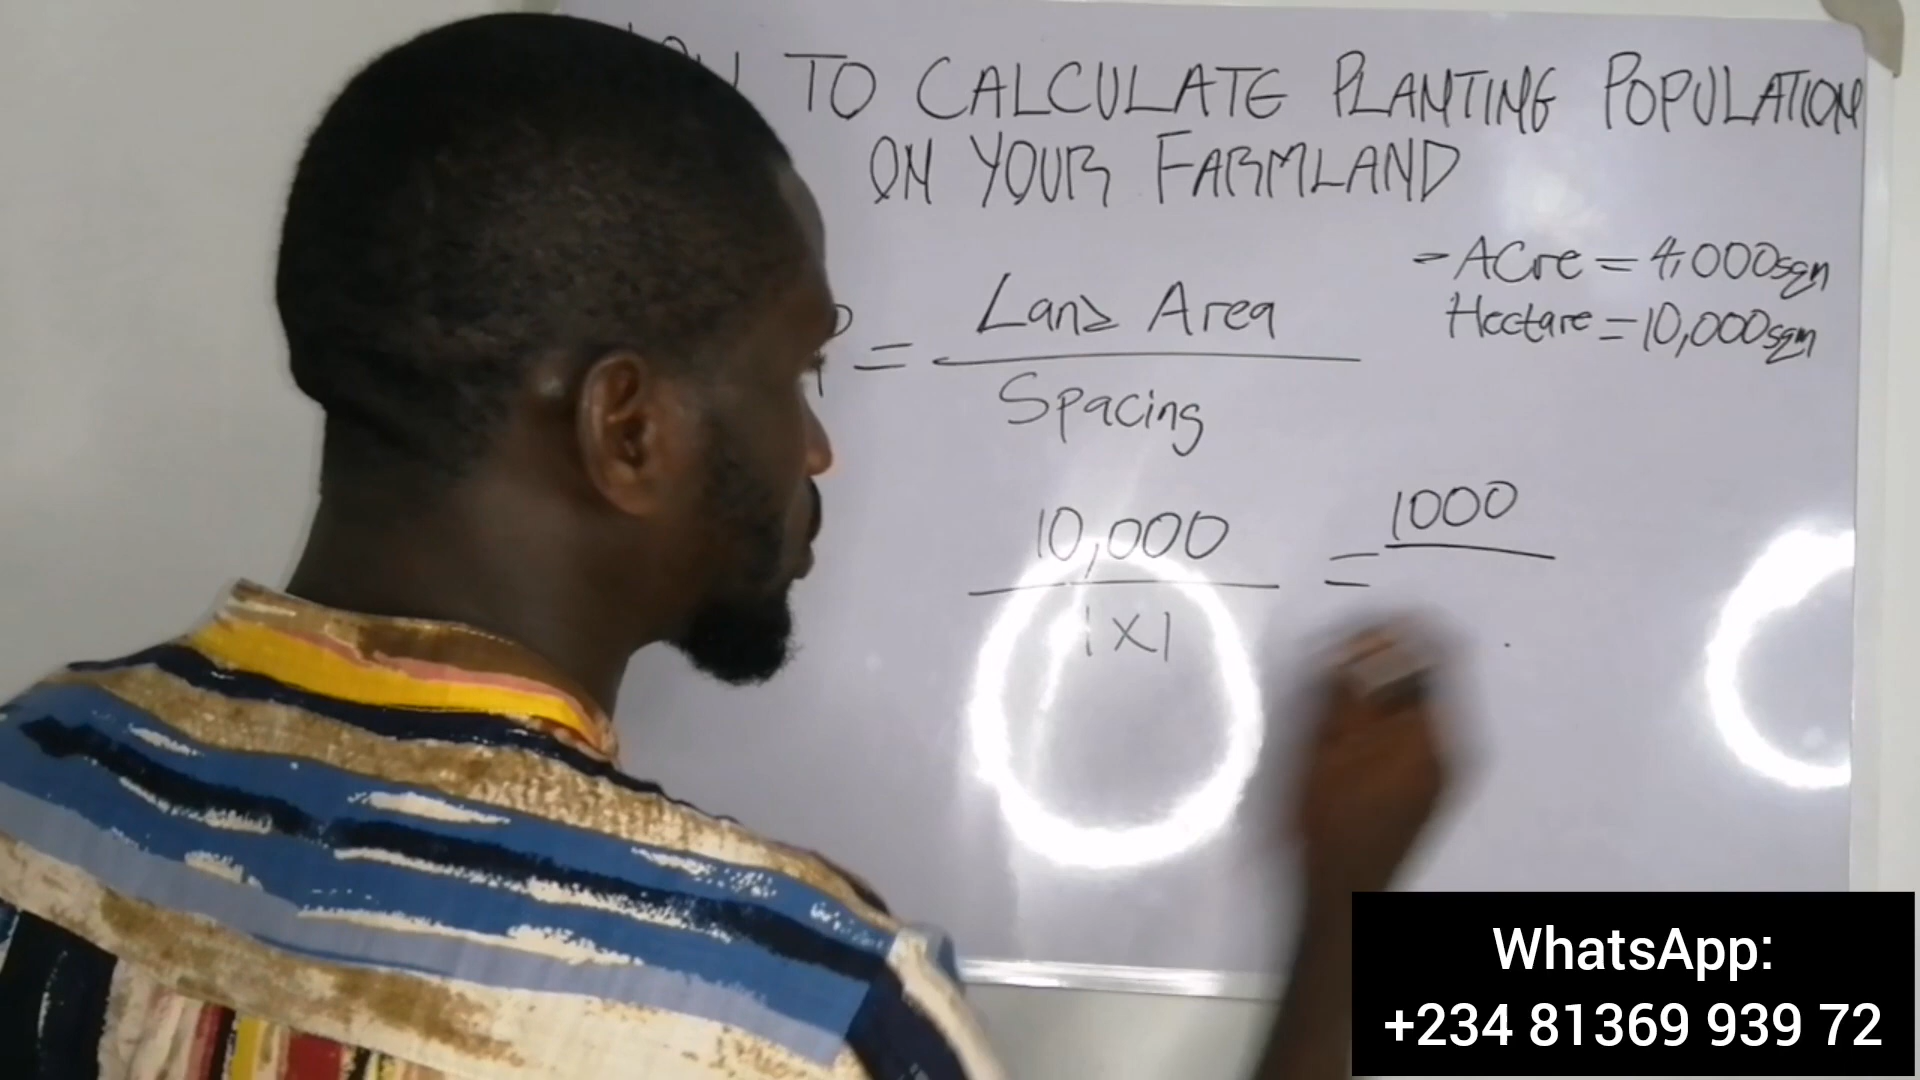 TO CALCULATE PLANTING POPULATION
ON YOUR FARMLAND
- Acre = 4,000sqm
Hectare = 10,000sqm
= Land Area
Spacing
10,000 = 1000
1x1
WhatsApp:
+234 81369 939 72